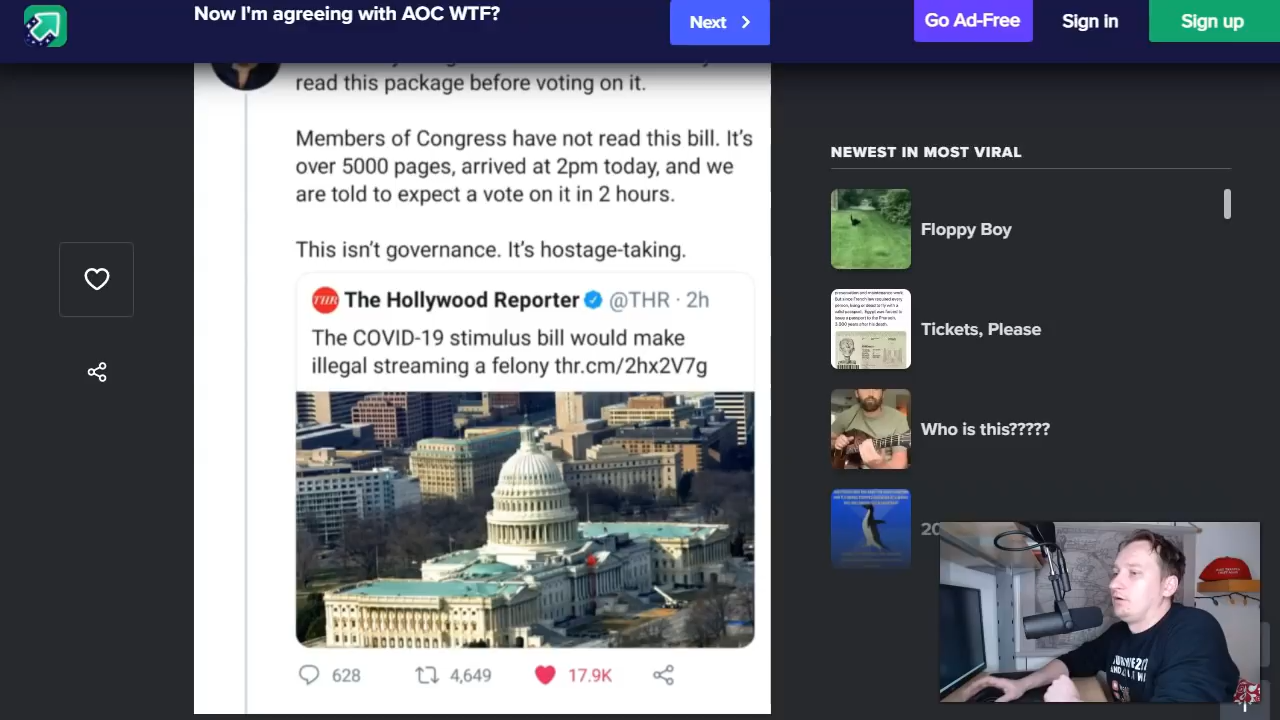 Now I'm agreeing with AOC WTF?
Next
Go Ad-Free
Sign in
Sign up
read this package before voting on it.
Members of Congress have not read this bill. It's
over 5000 pages, arrived at 2pm today, and we
are told to expect a vote on it in 2 hours.
This isn't governance. It's hostage-taking.
THR The Hollywood Reporter @THR · 2h
The COVID-19 stimulus bill would make
illegal streaming a felony thr.cm/2hx2V7g
628
4,649
17.9K
NEWEST IN MOST VIRAL
Floppy Boy
Tickets, Please
Who is this?????
20